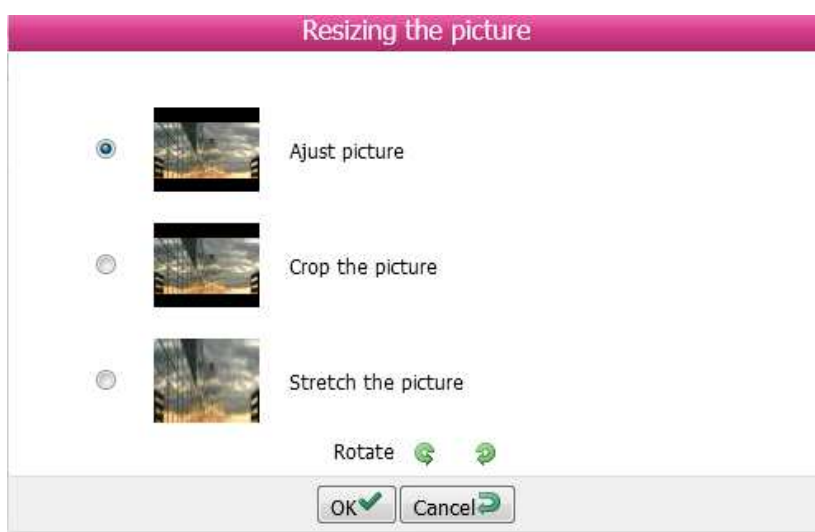 Resizing the picture
Ajust picture
Crop the picture
Stretch the picture
Rotate
OK Cancel